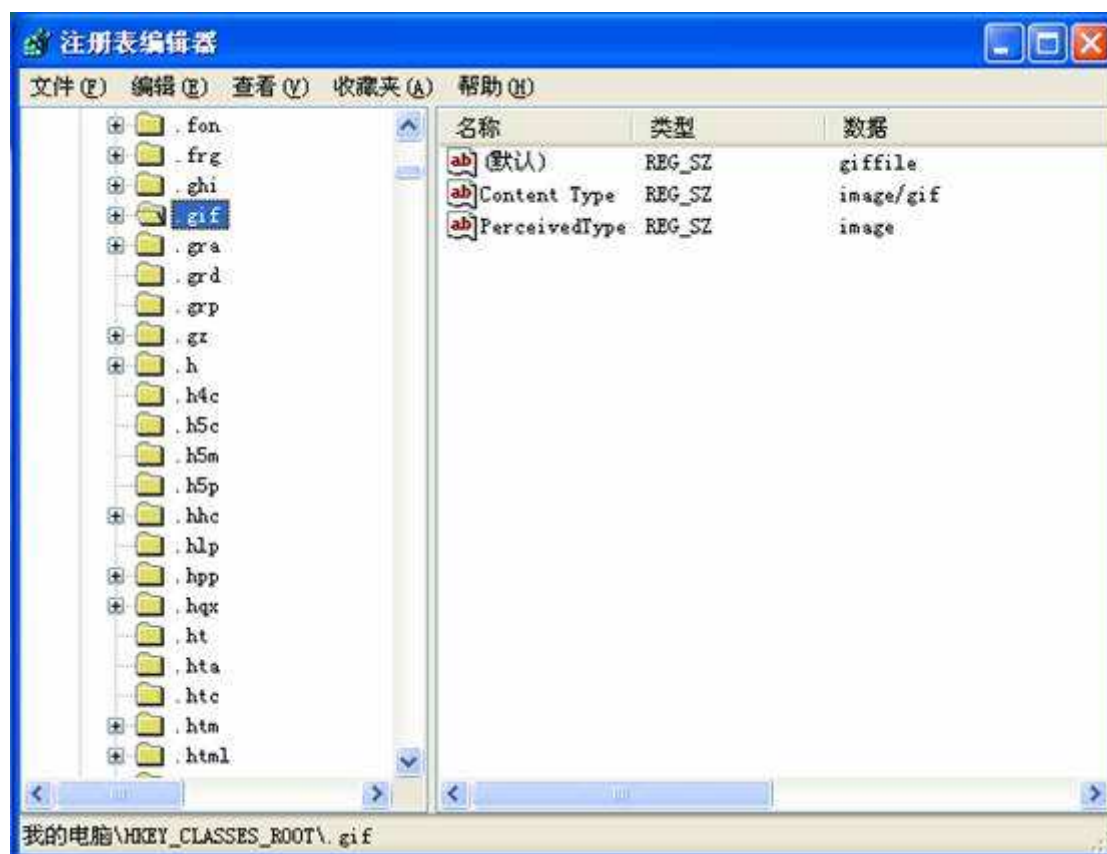 注册表编辑器
文件(F) 编辑(E) 查看(V) 收藏夹(A) 帮助(H)
.fon
.frg
.ghi
.gif
.gra
.grd
.grp
.gz
.h
.h4c
.h5c
.h5m
.h5p
.hhc
.hlp
.hpp
.hqx
.ht
.hta
.htc
.htm
.html
名称 类型 数据
ab (默认) REG_SZ giffile
ab Content Type REG_SZ image/gif
ab PerceivedType REG_SZ image
我的电脑\HKEY_CLASSES_ROOT\.gif